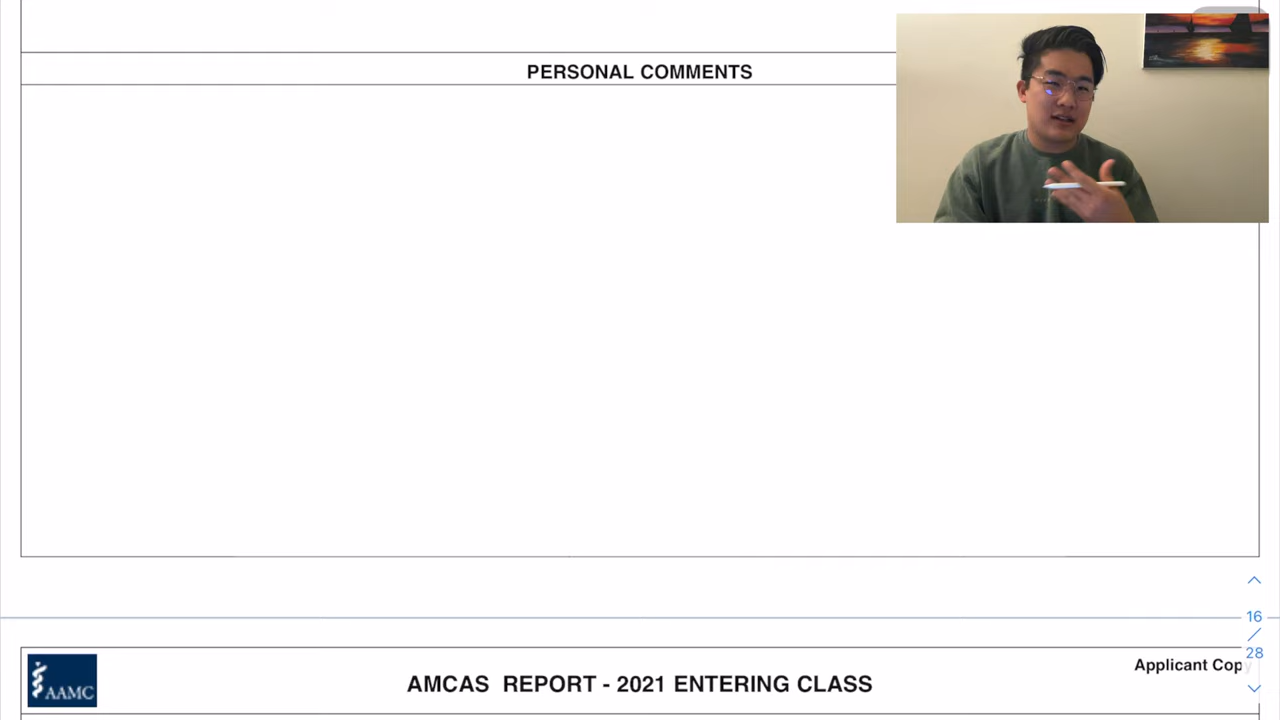 PERSONAL COMMENTS
16
/
28
Applicant Copy
AAMC
AMCAS REPORT - 2021 ENTERING CLASS